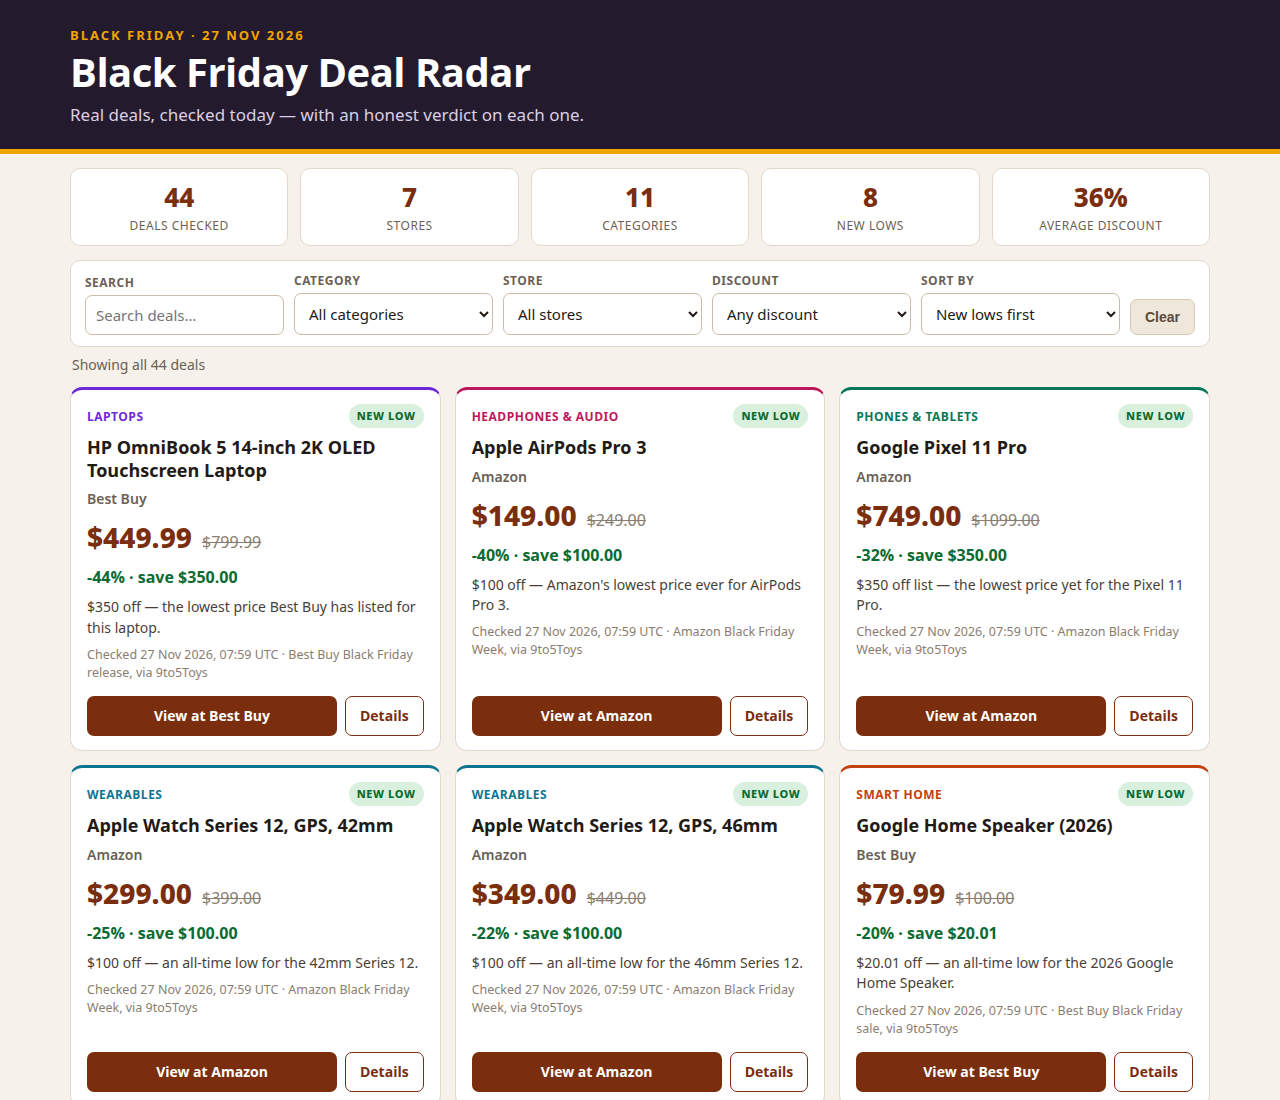 BLACK FRIDAY · 27 NOV 2026
Black Friday Deal Radar
Real deals, checked today — with an honest verdict on each one.
44
DEALS CHECKED
7
STORES
11
CATEGORIES
8
NEW LOWS
36%
AVERAGE DISCOUNT
SEARCH
Search deals...
CATEGORY
All categories
STORE
All stores
DISCOUNT
Any discount
SORT BY
New lows first
Clear
Showing all 44 deals
LAPTOPS
NEW LOW
HP OmniBook 5 14-inch 2K OLED
Touchscreen Laptop
Best Buy
$449.99 $799.99
-44% · save $350.00
$350 off — the lowest price Best Buy has listed for
this laptop.
Checked 27 Nov 2026, 07:59 UTC · Best Buy Black Friday
release, via 9to5Toys
View at Best Buy
Details
HEADPHONES & AUDIO
NEW LOW
Apple AirPods Pro 3
Amazon
$149.00 $249.00
-40% · save $100.00
$100 off — Amazon's lowest price ever for AirPods
Pro 3.
Checked 27 Nov 2026, 07:59 UTC · Amazon Black Friday
Week, via 9to5Toys
View at Amazon
Details
PHONES & TABLETS
NEW LOW
Google Pixel 11 Pro
Amazon
$749.00 $1099.00
-32% · save $350.00
$350 off list — the lowest price yet for the Pixel 11
Pro.
Checked 27 Nov 2026, 07:59 UTC · Amazon Black Friday
Week, via 9to5Toys
View at Amazon
Details
WEARABLES
NEW LOW
Apple Watch Series 12, GPS, 42mm
Amazon
$299.00 $399.00
-25% · save $100.00
$100 off — an all-time low for the 42mm Series 12.
Checked 27 Nov 2026, 07:59 UTC · Amazon Black Friday
Week, via 9to5Toys
View at Amazon
Details
WEARABLES
NEW LOW
Apple Watch Series 12, GPS, 46mm
Amazon
$349.00 $449.00
-22% · save $100.00
$100 off — an all-time low for the 46mm Series 12.
Checked 27 Nov 2026, 07:59 UTC · Amazon Black Friday
Week, via 9to5Toys
View at Amazon
Details
SMART HOME
NEW LOW
Google Home Speaker (2026)
Best Buy
$79.99 $100.00
-20% · save $20.01
$20.01 off — an all-time low for the 2026 Google
Home Speaker.
Checked 27 Nov 2026, 07:59 UTC · Best Buy Black Friday
sale, via 9to5Toys
View at Best Buy
Details